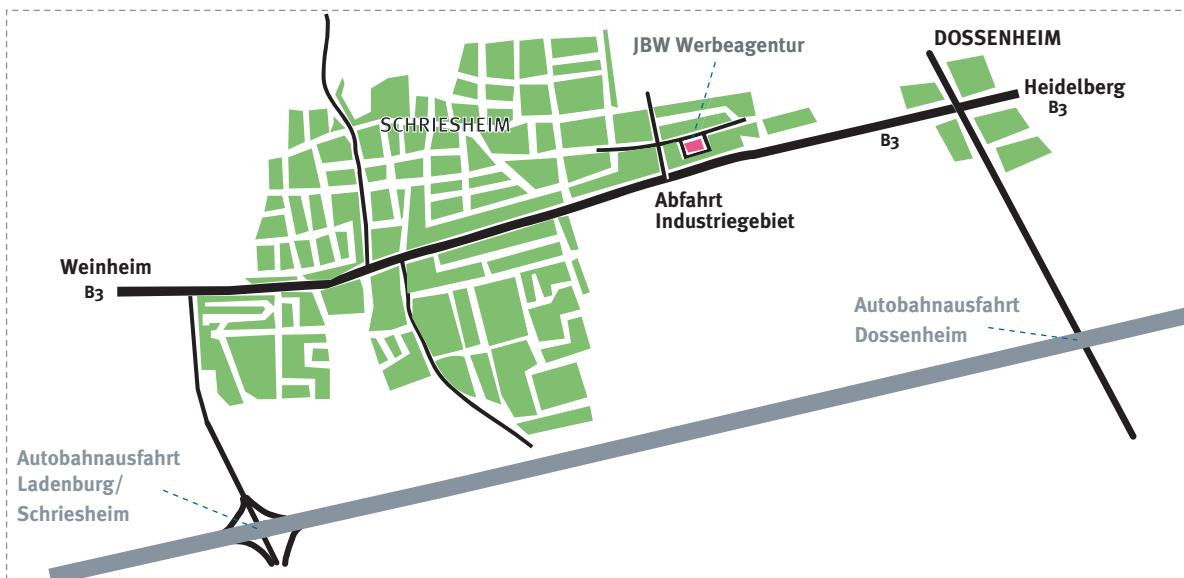 DOSSENHEIM
JBW Werbeagentur
Heidelberg
B3
SCHRIESHEIM
B3
Abfahrt
Industriegebiet
Weinheim
B3
Autobahnausfahrt
Dossenheim
Autobahnausfahrt
Ladenburg/
Schriesheim